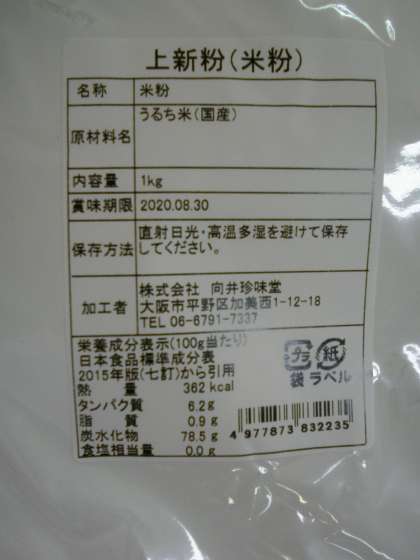 上新粉(米粉)
名称 米粉
原材料名 うるち米(国産)
内容量 1kg
賞味期限 2020.08.30
保存方法 直射日光・高温多湿を避けて保存
してください。
加工者 株式会社 向井珍味堂
大阪市平野区加美西1-12-18
TEL 06-6791-7337
栄養成分表示(100g当たり)
日本食品標準成分表
2015年版(七訂)から引用
熱 量 362kcal
タンパク質 6.2g
脂 質 0.9g
炭水化物 78.5g
食塩相当量 0.0g
プラ 紙
袋 ラベル
4 977873 832235